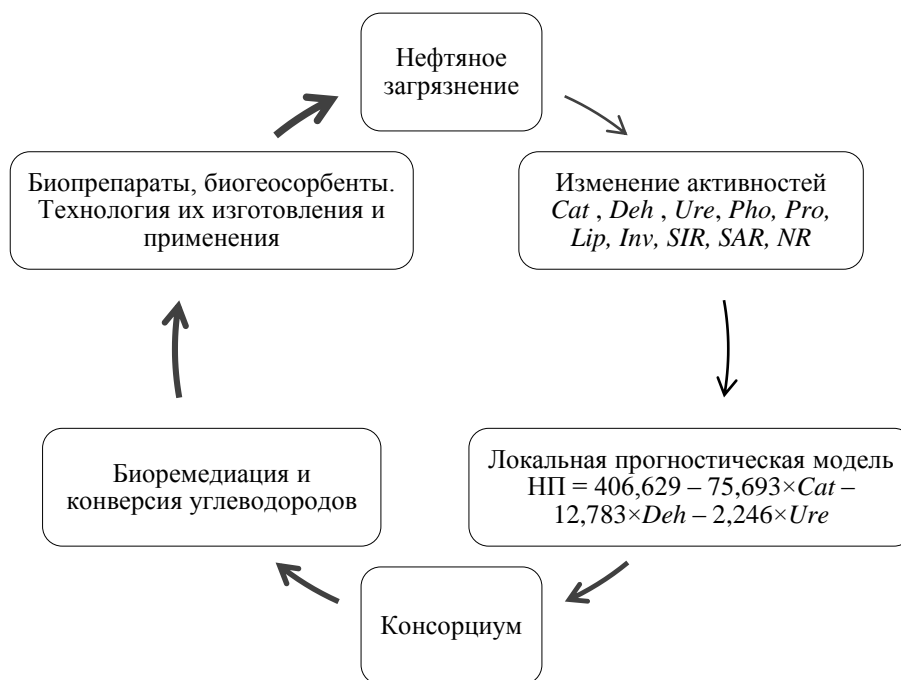 Нефтяное
загрязнение
Изменение активностей
Cat , Deh , Ure, Pho, Pro,
Lip, Inv, SIR, SAR, NR
Локальная прогностическая модель
НП = 406,629 – 75,693×Cat –
12,783×Deh – 2,246×Ure
Консорциум
Биоремедиация и
конверсия углеводородов
Биопрепараты, биогеосорбенты.
Технология их изготовления и
применения